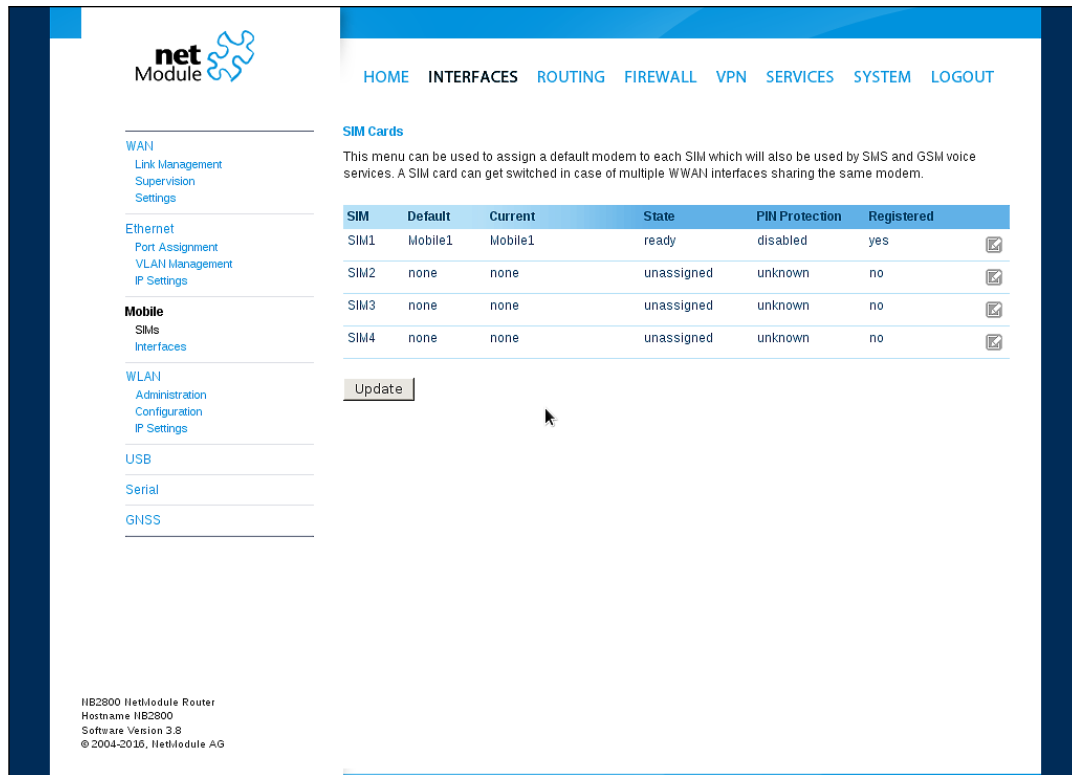 net
Module
HOME INTERFACES ROUTING FIREWALL VPN SERVICES SYSTEM LOGOUT
WAN
Link Management
Supervision
Settings
Ethernet
Port Assignment
VLAN Management
IP Settings
Mobile
SIMs
Interfaces
WLAN
Administration
Configuration
IP Settings
USB
Serial
GNSS
SIM Cards
This menu can be used to assign a default modem to each SIM which will also be used by SMS and GSM voice
services. A SIM card can get switched in case of multiple WWAN interfaces sharing the same modem.
SIM Default Current State PIN Protection Registered
SIM1 Mobile1 Mobile1 ready disabled yes
SIM2 none none unassigned unknown no
SIM3 none none unassigned unknown no
SIM4 none none unassigned unknown no
Update
NB2800 NetModule Router
Hostname NB2800
Software Version 3.8
© 2004-2016, NetModule AG